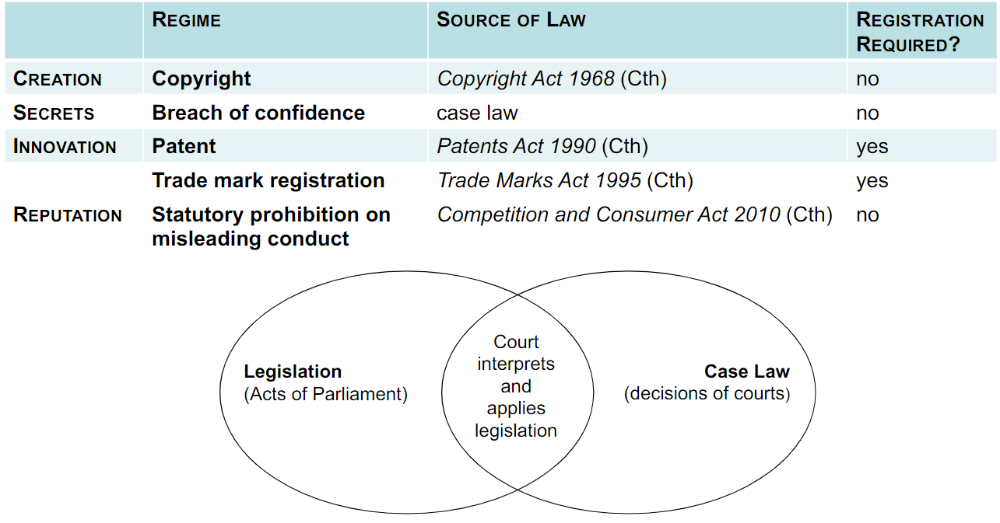 REGIME SOURCE OF LAW REGISTRATION
REQUIRED?
CREATION Copyright Copyright Act 1968 (Cth) no
SECRETS Breach of confidence case law no
INNOVATION Patent Patents Act 1990 (Cth) yes
Trade mark registration Trade Marks Act 1995 (Cth) yes
REPUTATION Statutory prohibition on Competition and Consumer Act 2010 (Cth) no
misleading conduct
Legislation
(Acts of Parliament)
Court
interprets
and
applies
legislation
Case Law
(decisions of courts)